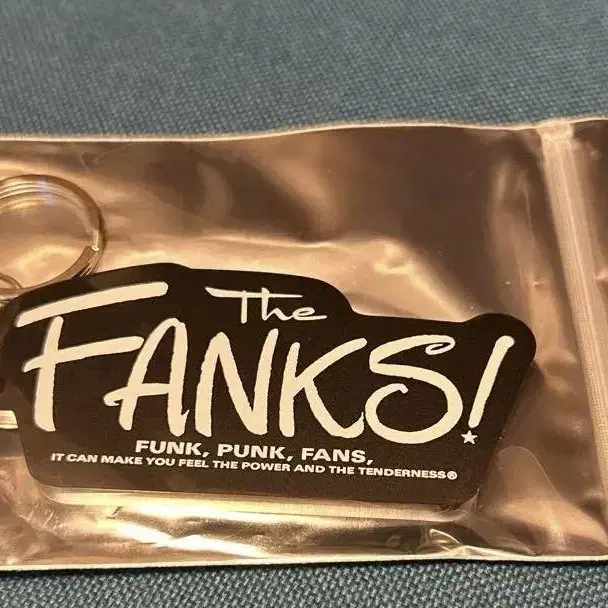 The
FANKS!
FUNK, PUNK, FANS,
IT CAN MAKE YOU FEEL THE POWER AND THE TENDERNESS®